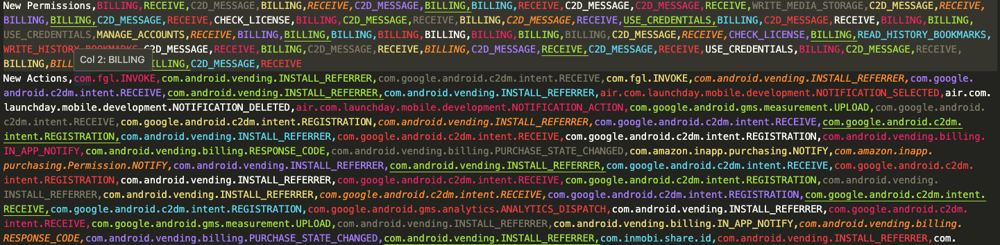 New Permissions,BILLING,RECEIVE,C2D_MESSAGE,BILLING,RECEIVE,C2D_MESSAGE,BILLING,BILLING,RECEIVE,C2D_MESSAGE,C2D_MESSAGE,RECEIVE,WRITE_MEDIA_STORAGE,C2D_MESSAGE,RECEIVE,
BILLING,BILLING,C2D_MESSAGE,RECEIVE,CHECK_LICENSE,BILLING,C2D_MESSAGE,RECEIVE,BILLING,C2D_MESSAGE,RECEIVE,USE_CREDENTIALS,BILLING,C2D_MESSAGE,RECEIVE,BILLING,BILLING,
USE_CREDENTIALS,MANAGE_ACCOUNTS,RECEIVE,BILLING,BILLING,BILLING,BILLING,BILLING,BILLING,BILLING,BILLING,C2D_MESSAGE,RECEIVE,CHECK_LICENSE,BILLING,READ_HISTORY_BOOKMARKS,
WRITE_HISTORY_BOOKMARKS,C2D_MESSAGE,RECEIVE,BILLING,C2D_MESSAGE,RECEIVE,BILLING,C2D_MESSAGE,RECEIVE,C2D_MESSAGE,RECEIVE,USE_CREDENTIALS,BILLING,C2D_MESSAGE,RECEIVE,
BILLING,BILL
Col 2: BILLING
ILLING,C2D_MESSAGE,RECEIVE
New Actions,com.fgl.INVOKE,com.android.vending.INSTALL_REFERRER,com.google.android.c2dm.intent.RECEIVE,com.fgl.INVOKE,com.android.vending.INSTALL_REFERRER,com.google.
android.c2dm.intent.RECEIVE,com.android.vending.INSTALL_REFERRER,com.android.vending.INSTALL_REFERRER,air.com.launchday.mobile.development.NOTIFICATION_SELECTED,air.com.
launchday.mobile.development.NOTIFICATION_DELETED,air.com.launchday.mobile.development.NOTIFICATION_ACTION,com.google.android.gms.measurement.UPLOAD,com.google.android.
c2dm.intent.RECEIVE,com.google.android.c2dm.intent.REGISTRATION,com.android.vending.INSTALL_REFERRER,com.google.android.c2dm.intent.RECEIVE,com.google.android.c2dm.
intent.REGISTRATION,com.android.vending.INSTALL_REFERRER,com.google.android.c2dm.intent.RECEIVE,com.google.android.c2dm.intent.REGISTRATION,com.android.vending.billing.
IN_APP_NOTIFY,com.android.vending.billing.RESPONSE_CODE,com.android.vending.billing.PURCHASE_STATE_CHANGED,com.amazon.inapp.purchasing.NOTIFY,com.amazon.inapp.
purchasing.Permission.NOTIFY,com.android.vending.INSTALL_REFERRER,com.android.vending.INSTALL_REFERRER,com.google.android.c2dm.intent.RECEIVE,com.google.android.c2dm.
intent.REGISTRATION,com.android.vending.INSTALL_REFERRER,com.google.android.c2dm.intent.RECEIVE,com.google.android.c2dm.intent.REGISTRATION,com.android.vending.
INSTALL_REFERRER,com.android.vending.INSTALL_REFERRER,com.google.android.c2dm.intent.RECEIVE,com.google.android.c2dm.intent.REGISTRATION,com.google.android.c2dm.intent.
RECEIVE,com.google.android.c2dm.intent.REGISTRATION,com.google.android.gms.analytics.ANALYTICS_DISPATCH,com.android.vending.INSTALL_REFERRER,com.google.android.c2dm.
intent.RECEIVE,com.google.android.gms.measurement.UPLOAD,com.android.vending.INSTALL_REFERRER,com.android.vending.billing.IN_APP_NOTIFY,com.android.vending.billing.
RESPONSE_CODE,com.android.vending.billing.PURCHASE_STATE_CHANGED,com.android.vending.INSTALL_REFERRER,com.inmobi.share.id,com.android.vending.INSTALL_REFERRER,com.